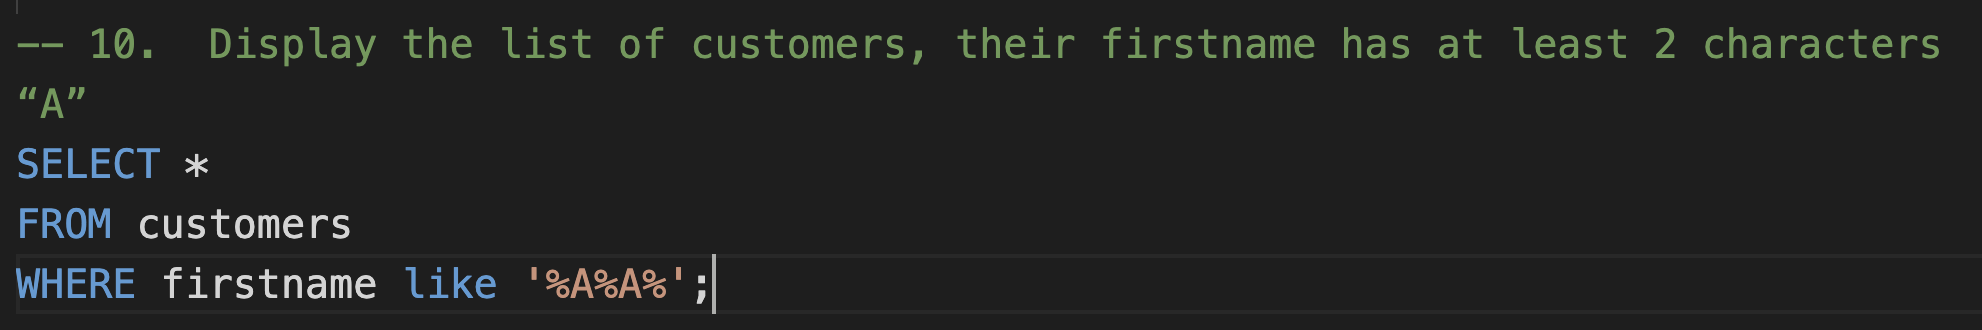 -- 10.  Display the list of customers, their firstname has at least 2 characters
“A”
SELECT *
FROM customers
WHERE firstname like '%A%A%';